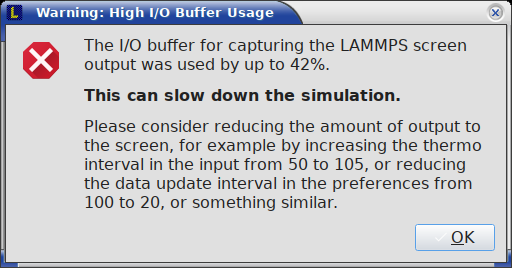 Warning: High I/O Buffer Usage
The I/O buffer for capturing the LAMMPS screen
output was used by up to 42%.
This can slow down the simulation.
Please consider reducing the amount of output to
the screen, for example by increasing the thermo
interval in the input from 50 to 105, or reducing
the data update interval in the preferences from
100 to 20, or something similar.
OK